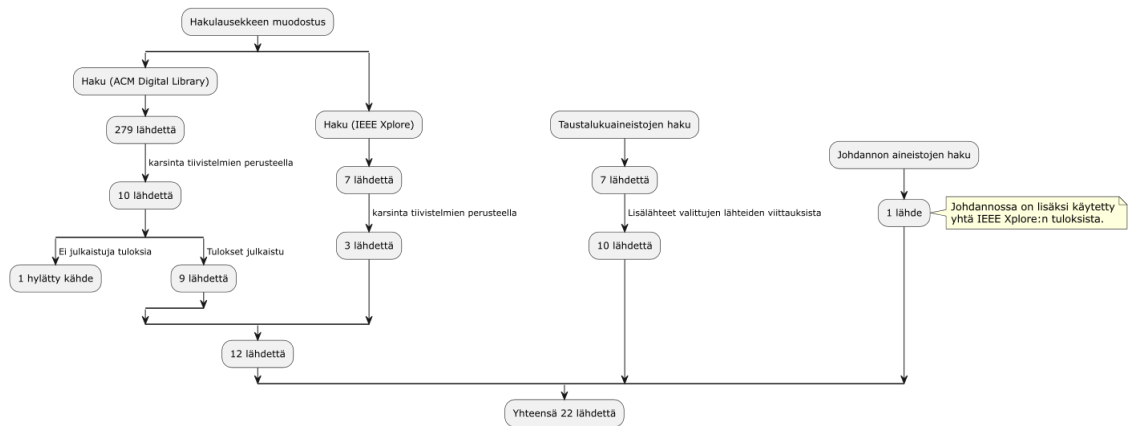 Hakulausekkeen muodostus
Haku (ACM Digital Library)
279 lähdettä
karsinta tiivistelmien perusteella
10 lähdettä
Ei julkaistuja tuloksia
1 hylätty kähde
Tulokset julkaistu
9 lähdettä
Haku (IEEE Xplore)
7 lähdettä
karsinta tiivistelmien perusteella
3 lähdettä
12 lähdettä
Taustalukuaineistojen haku
7 lähdettä
Lisälähteet valittujen lähteiden viittauksista
10 lähdettä
Johdannon aineistojen haku
1 lähde
Johdannossa on lisäksi käytetty
yhtä IEEE Xplore:n tuloksista.
Yhteensä 22 lähdettä